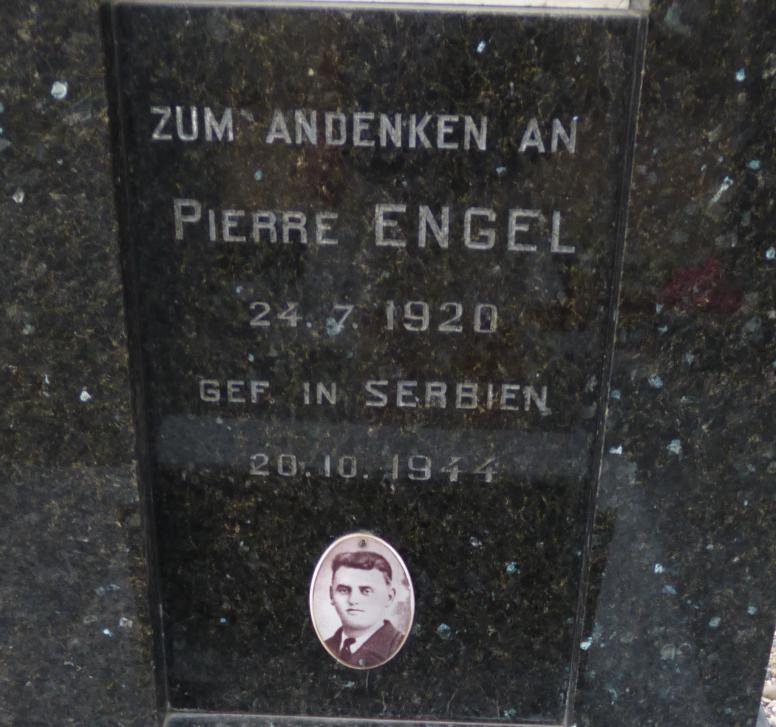 ZUM ANDENKEN AN
PIERRE ENGEL
24. 7. 1920
GEF. IN SERBIEN
20.10.1944